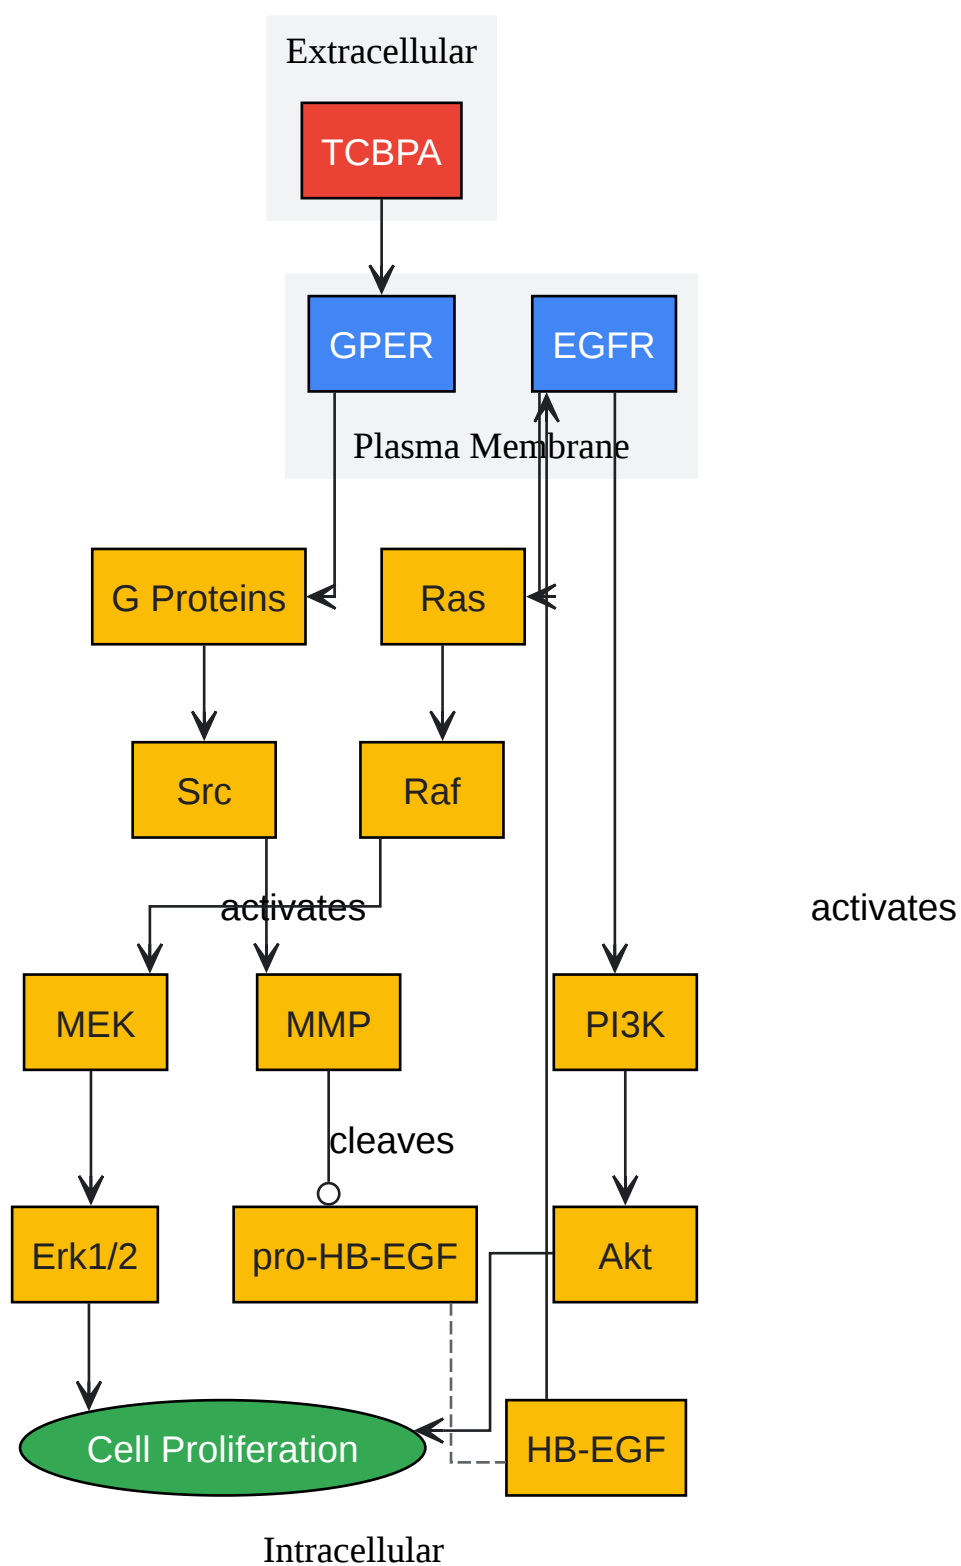 Extracellular
TCBPA
GPER
EGFR
Plasma Membrane
G Proteins
Ras
Src
Raf
activates
activates
MEK
MMP
PI3K
cleaves
Erk1/2
pro-HB-EGF
Akt
Cell Proliferation
HB-EGF
Intracellular